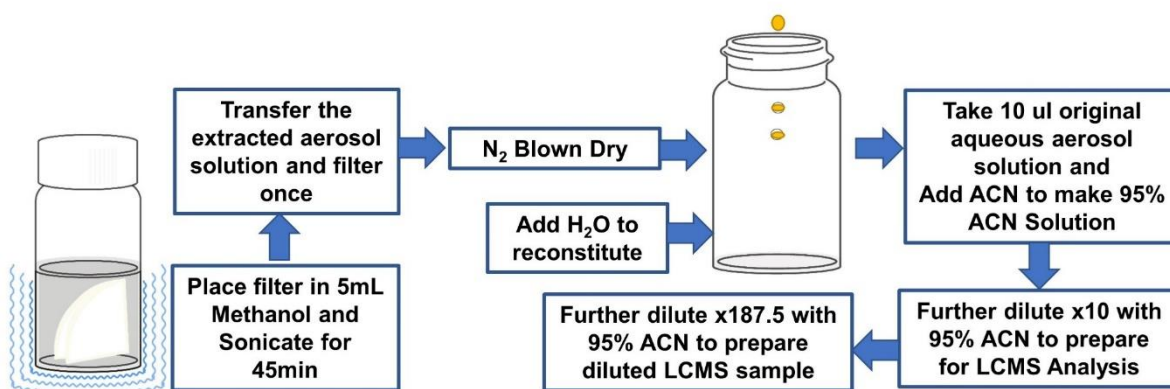 Place filter in 5mL
Methanol and
Sonicate for
45min
Transfer the
extracted aerosol
solution and filter
once
N₂ Blown Dry
Add H₂O to
reconstitute
Take 10 ul original
aqueous aerosol
solution and
Add ACN to make 95%
ACN Solution
Further dilute x10 with
95% ACN to prepare
for LCMS Analysis
Further dilute x187.5 with
95% ACN to prepare
diluted LCMS sample